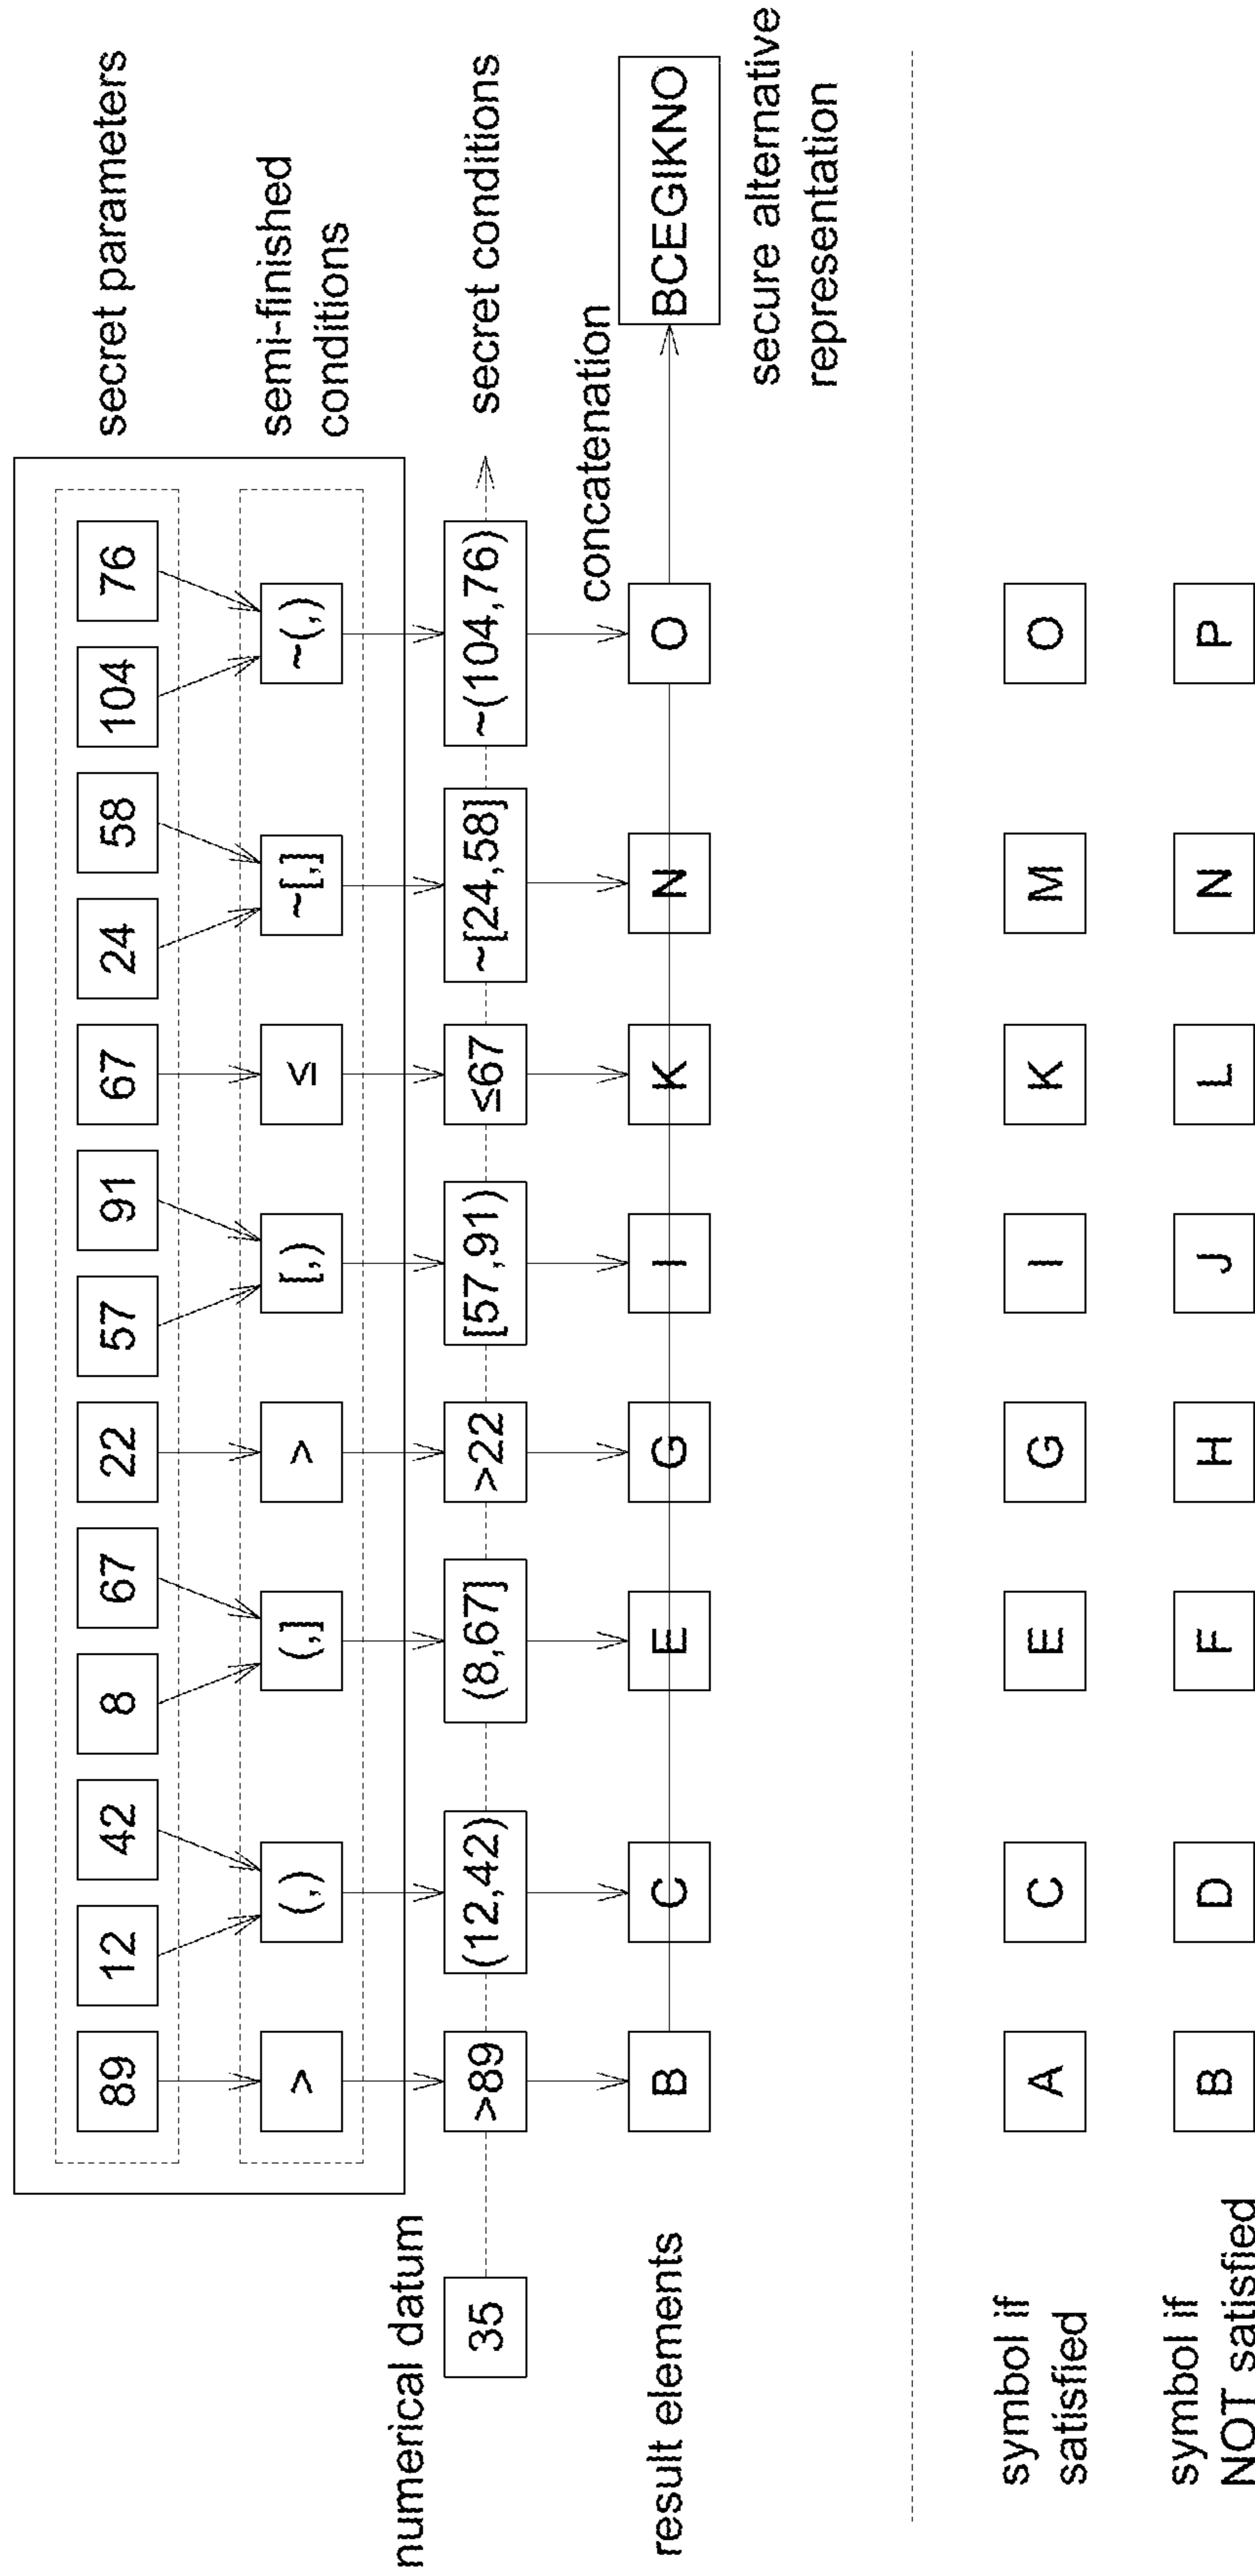 89 12 42 8 67 22 57 91 67 24 58 104 76 secret parameters
> (,) (,] > [,) ≤ ~[,] ~(,) semi-finished
conditions
numerical datum
35 >89 (12,42) (8,67] >22 [57,91) ≤67 ~[24,58] ~(104,76) secret conditions
concatenation
result elements B C E G I K N O BCEGIKNO
secure alternative
representation
symbol if
satisfied
A C E G I K M O
symbol if
NOT satisfied
B D F H J L N P